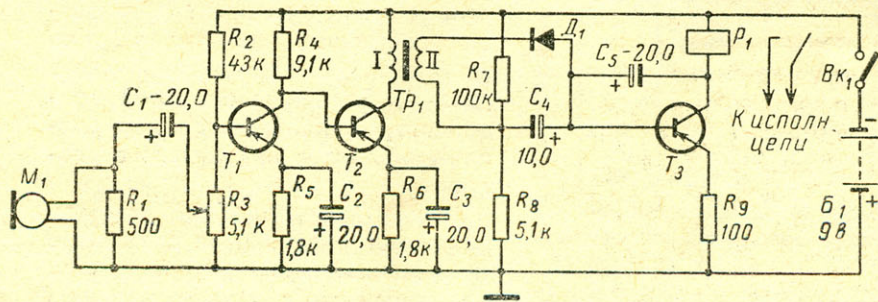 R₂
43к
R₄
9,1к
C₁-20,0
+
T₁
M₁
R₁
500
R₃
5,1к
R₅
1,8к
C₂
20,0
+
T₂
+
R₆
1,8к
C₃
20,0
+
I
II
Тр₁
Д₁
R₇
100к
C₄
+
10,0
C₅-20,0
+
R₈
5,1к
T₃
R₉
100
P₁
К исполн.
цепи
Вк₁
-
+
Б₁
9в